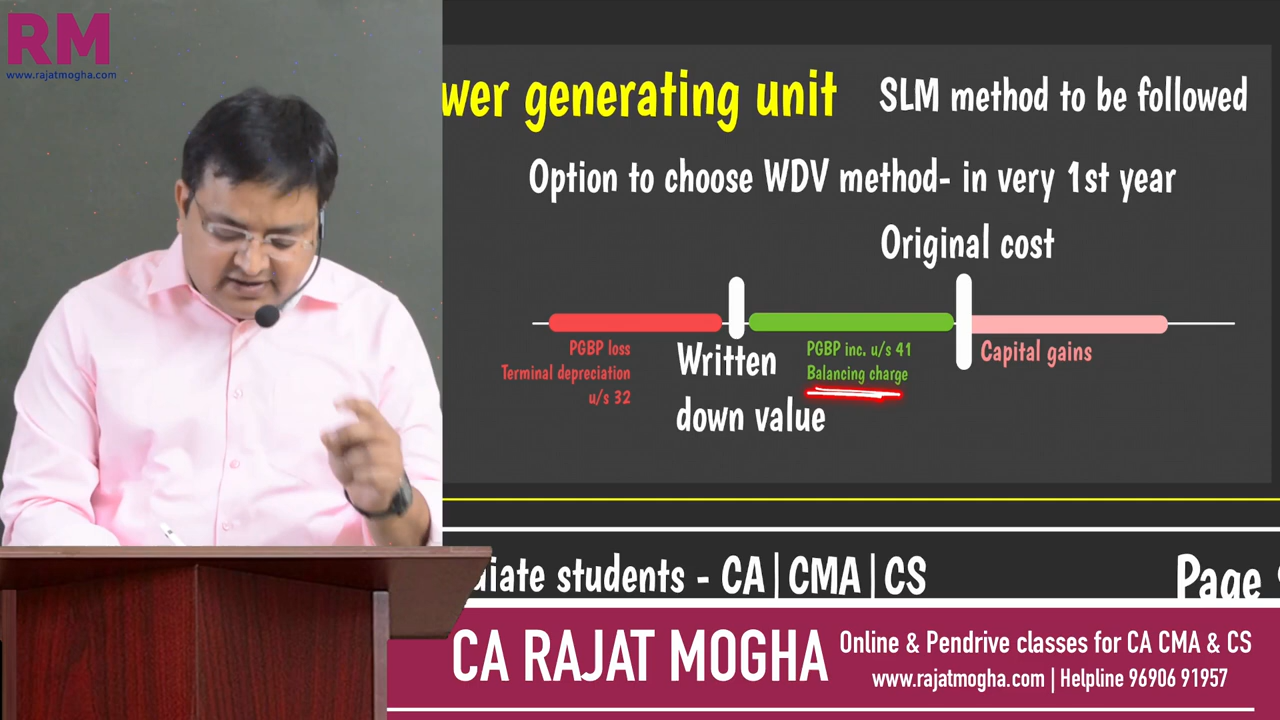 RM
www.rajatmogha.com
wer generating unit
SLM method to be followed
Option to choose WDV method- in very 1st year
Original cost
PGBP loss
Terminal depreciation
u/s 32
Written
down value
PGBP inc. u/s 41
Balancing charge
Capital gains
diate students - CA|CMA|CS
Page
CA RAJAT MOGHA
Online & Pendrive classes for CA CMA & CS
www.rajatmogha.com | Helpline 96906 91957